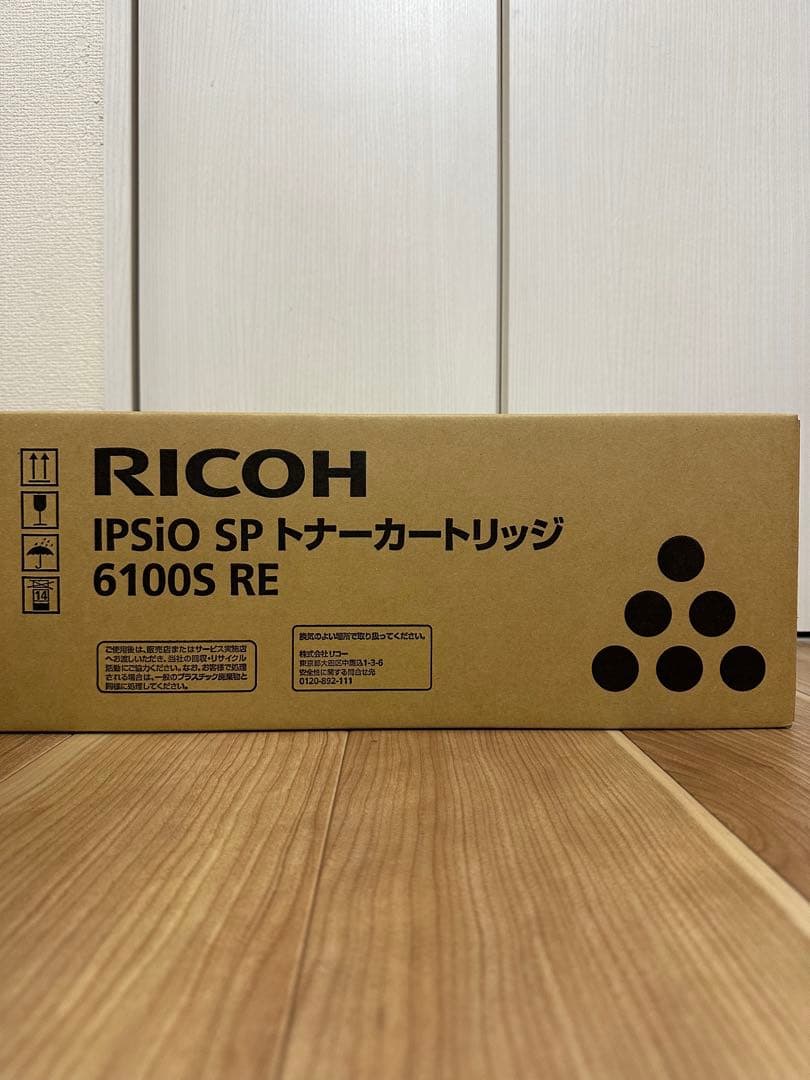 RICOH
IPSiO SP トナーカートリッジ
6100S RE
14
ご使用後は、販売店またはサービス実施店
へお渡しいただき、当社の回収・リサイクル
活動にご協力ください。なお、お客様で処理
される場合は、一般のプラスチック廃棄物と
同様に処理してください。
換気のよい場所で取り扱ってください。
株式会社リコー
東京都大田区中馬込1-3-6
安全性に関する問合せ先
0120-892-111